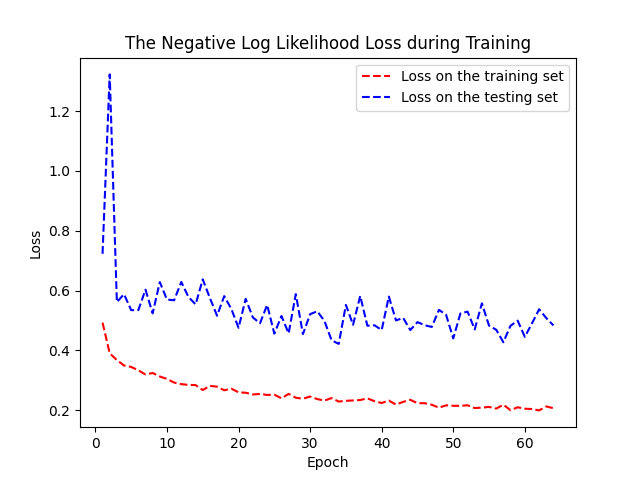 The Negative Log Likelihood Loss during Training
Loss on the training set
Loss on the testing set
1.2
1.0
0.8
0.6
0.4
0.2
Loss
0
10
20
30
40
50
60
Epoch